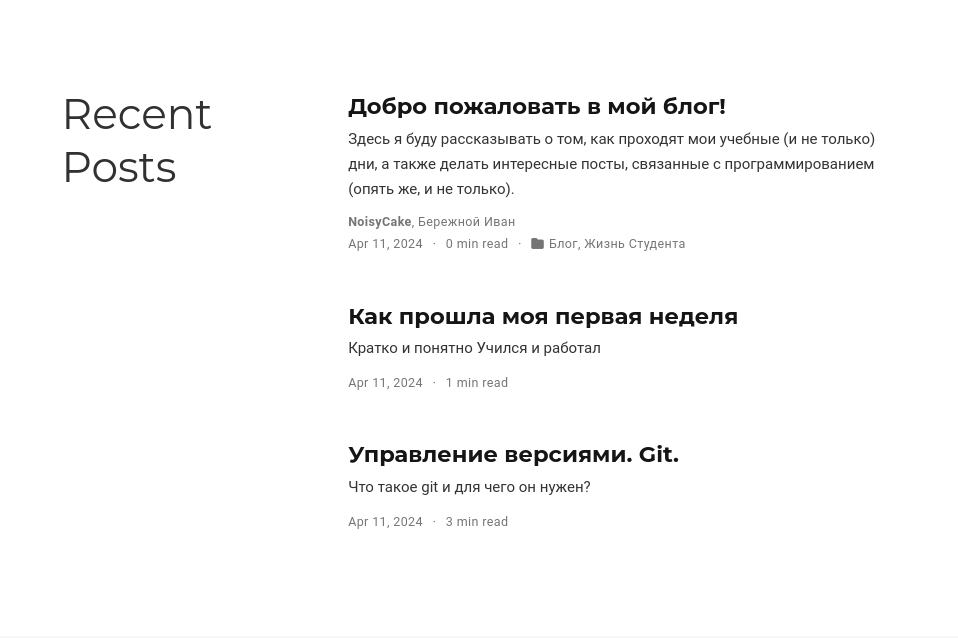 Recent
Posts
Добро пожаловать в мой блог!
Здесь я буду рассказывать о том, как проходят мои учебные (и не только)
дни, а также делать интересные посты, связанные с программированием
(опять же, и не только).
NoisyCake, Бережной Иван
Apr 11, 2024 · 0 min read · Блог, Жизнь Студента
Как прошла моя первая неделя
Кратко и понятно Учился и работал
Apr 11, 2024 · 1 min read
Управление версиями. Git.
Что такое git и для чего он нужен?
Apr 11, 2024 · 3 min read